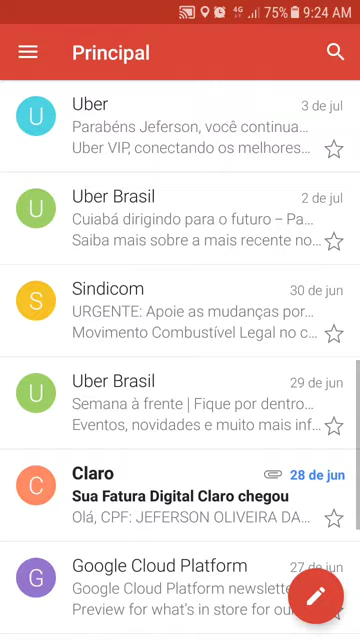 4G 75% 9:24 AM
Principal
U Uber 3 de jul
Parabéns Jeferson, você continua...
Uber VIP, conectando os melhores...
U Uber Brasil 2 de jul
Cuiabá dirigindo para o futuro – Pa...
Saiba mais sobre a mais recente no...
S Sindicom 30 de jun
URGENTE: Apoie as mudanças por...
Movimento Combustível Legal no c...
U Uber Brasil 29 de jun
Semana à frente | Fique por dentro...
Eventos, novidades e muito mais inf...
C Claro 28 de jun
Sua Fatura Digital Claro chegou
Olá, CPF: JEFERSON OLIVEIRA DA...
G Google Cloud Platform 27 de jun
Google Cloud Platform newslette
Preview for what's in store for ou